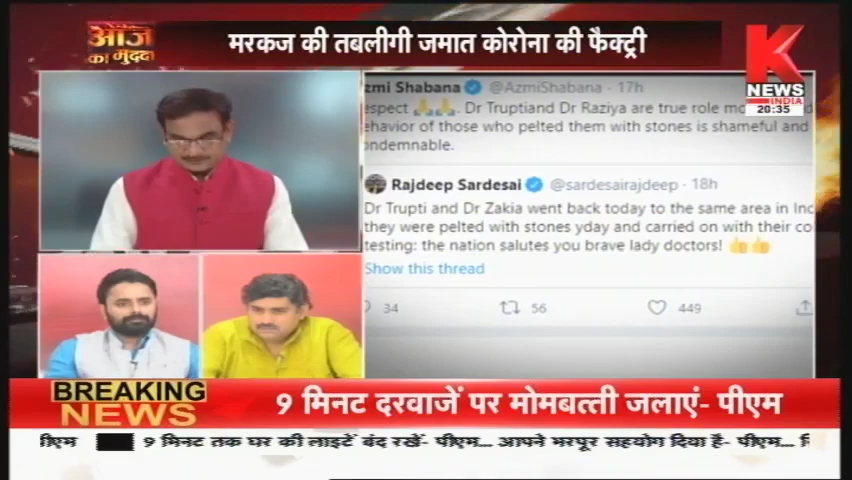 आज
का मुद्दा
मरकज की तबलीगी जमात कोरोना की फैक्ट्री
K
NEWS
INDIA
20:35
zmi Shabana @AzmiShabana · 17h
espect 🙏🙏. Dr Truptiand Dr Raziya are true role mo
ehavior of those who pelted them with stones is shameful and
ondemnable.
Rajdeep Sardesai @sardesairajdeep · 18h
Dr Trupti and Dr Zakia went back today to the same area in Ind
they were pelted with stones yday and carried on with their co
testing: the nation salutes you brave lady doctors! 👍👍
Show this thread
34 56 449
BREAKING
NEWS
9 मिनट दरवाजें पर मोमबत्ती जलाएं- पीएम
पीएम 9 मिनट तक घर की लाइटें बंद रखें- पीएम... आपने भरपूर सहयोग दिया है- पीएम...